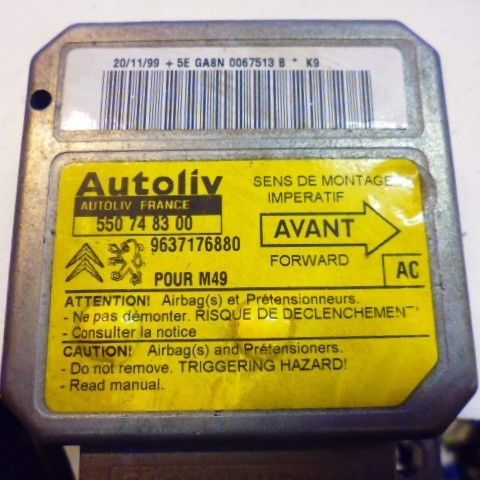 20/11/99 + 5E GA8N 0067513 B * K9
Autoliv
AUTOLIV FRANCE
550 74 83 00
9637176880
POUR M49
SENS DE MONTAGE
IMPERATIF
AVANT
FORWARD
AC
ATTENTION! Airbag(s) et Prétensionneurs.
- Ne pas démonter. RISQUE DE DECLENCHEMENT!
- Consulter la notice
CAUTION! Airbag(s) and Prétensioners.
- Do not remove. TRIGGERING HAZARD!
- Read manual.